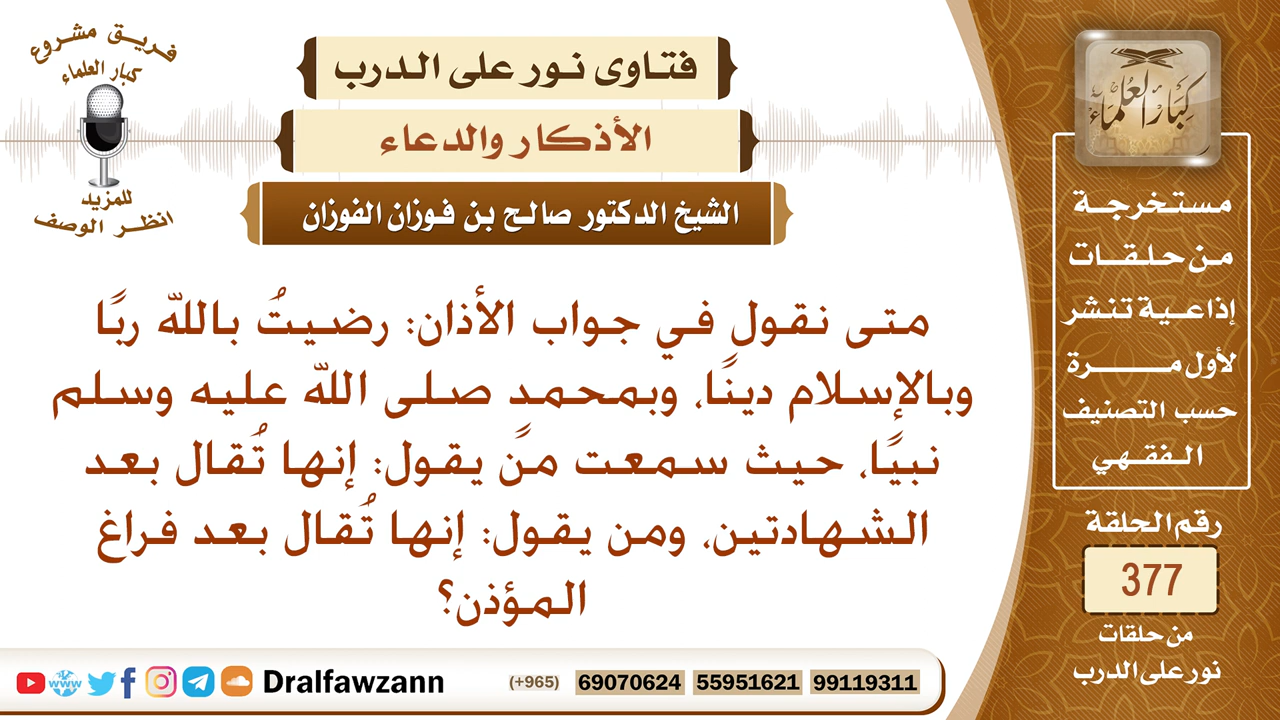 فريق مشروع
كبار العلماء
للمزيد
انظر الوصف
فتاوى نور على الدرب
الأذكار والدعاء
الشيخ الدكتور صالح بن فوزان الفوزان
متى نقول في جواب الأذان: رضيتُ بالله ربًا
وبالإسلام دينًا، وبمحمدٍ صلى الله عليه وسلم
نبيًا، حيث سمعت منً يقول: إنها تُقال بعد
الشهادتين، ومن يقول: إنها تُقال بعد فراغ
المؤذن؟
كبار العلماء
مستخرجة
من حلقات
إذاعية تنشر
لأول مرة
حسب التصنيف
الفقهي
رقم الحلقة
377
من حلقات
نور على الدرب
www
Dralfawzann (+965) 69070624 55951621 99119311